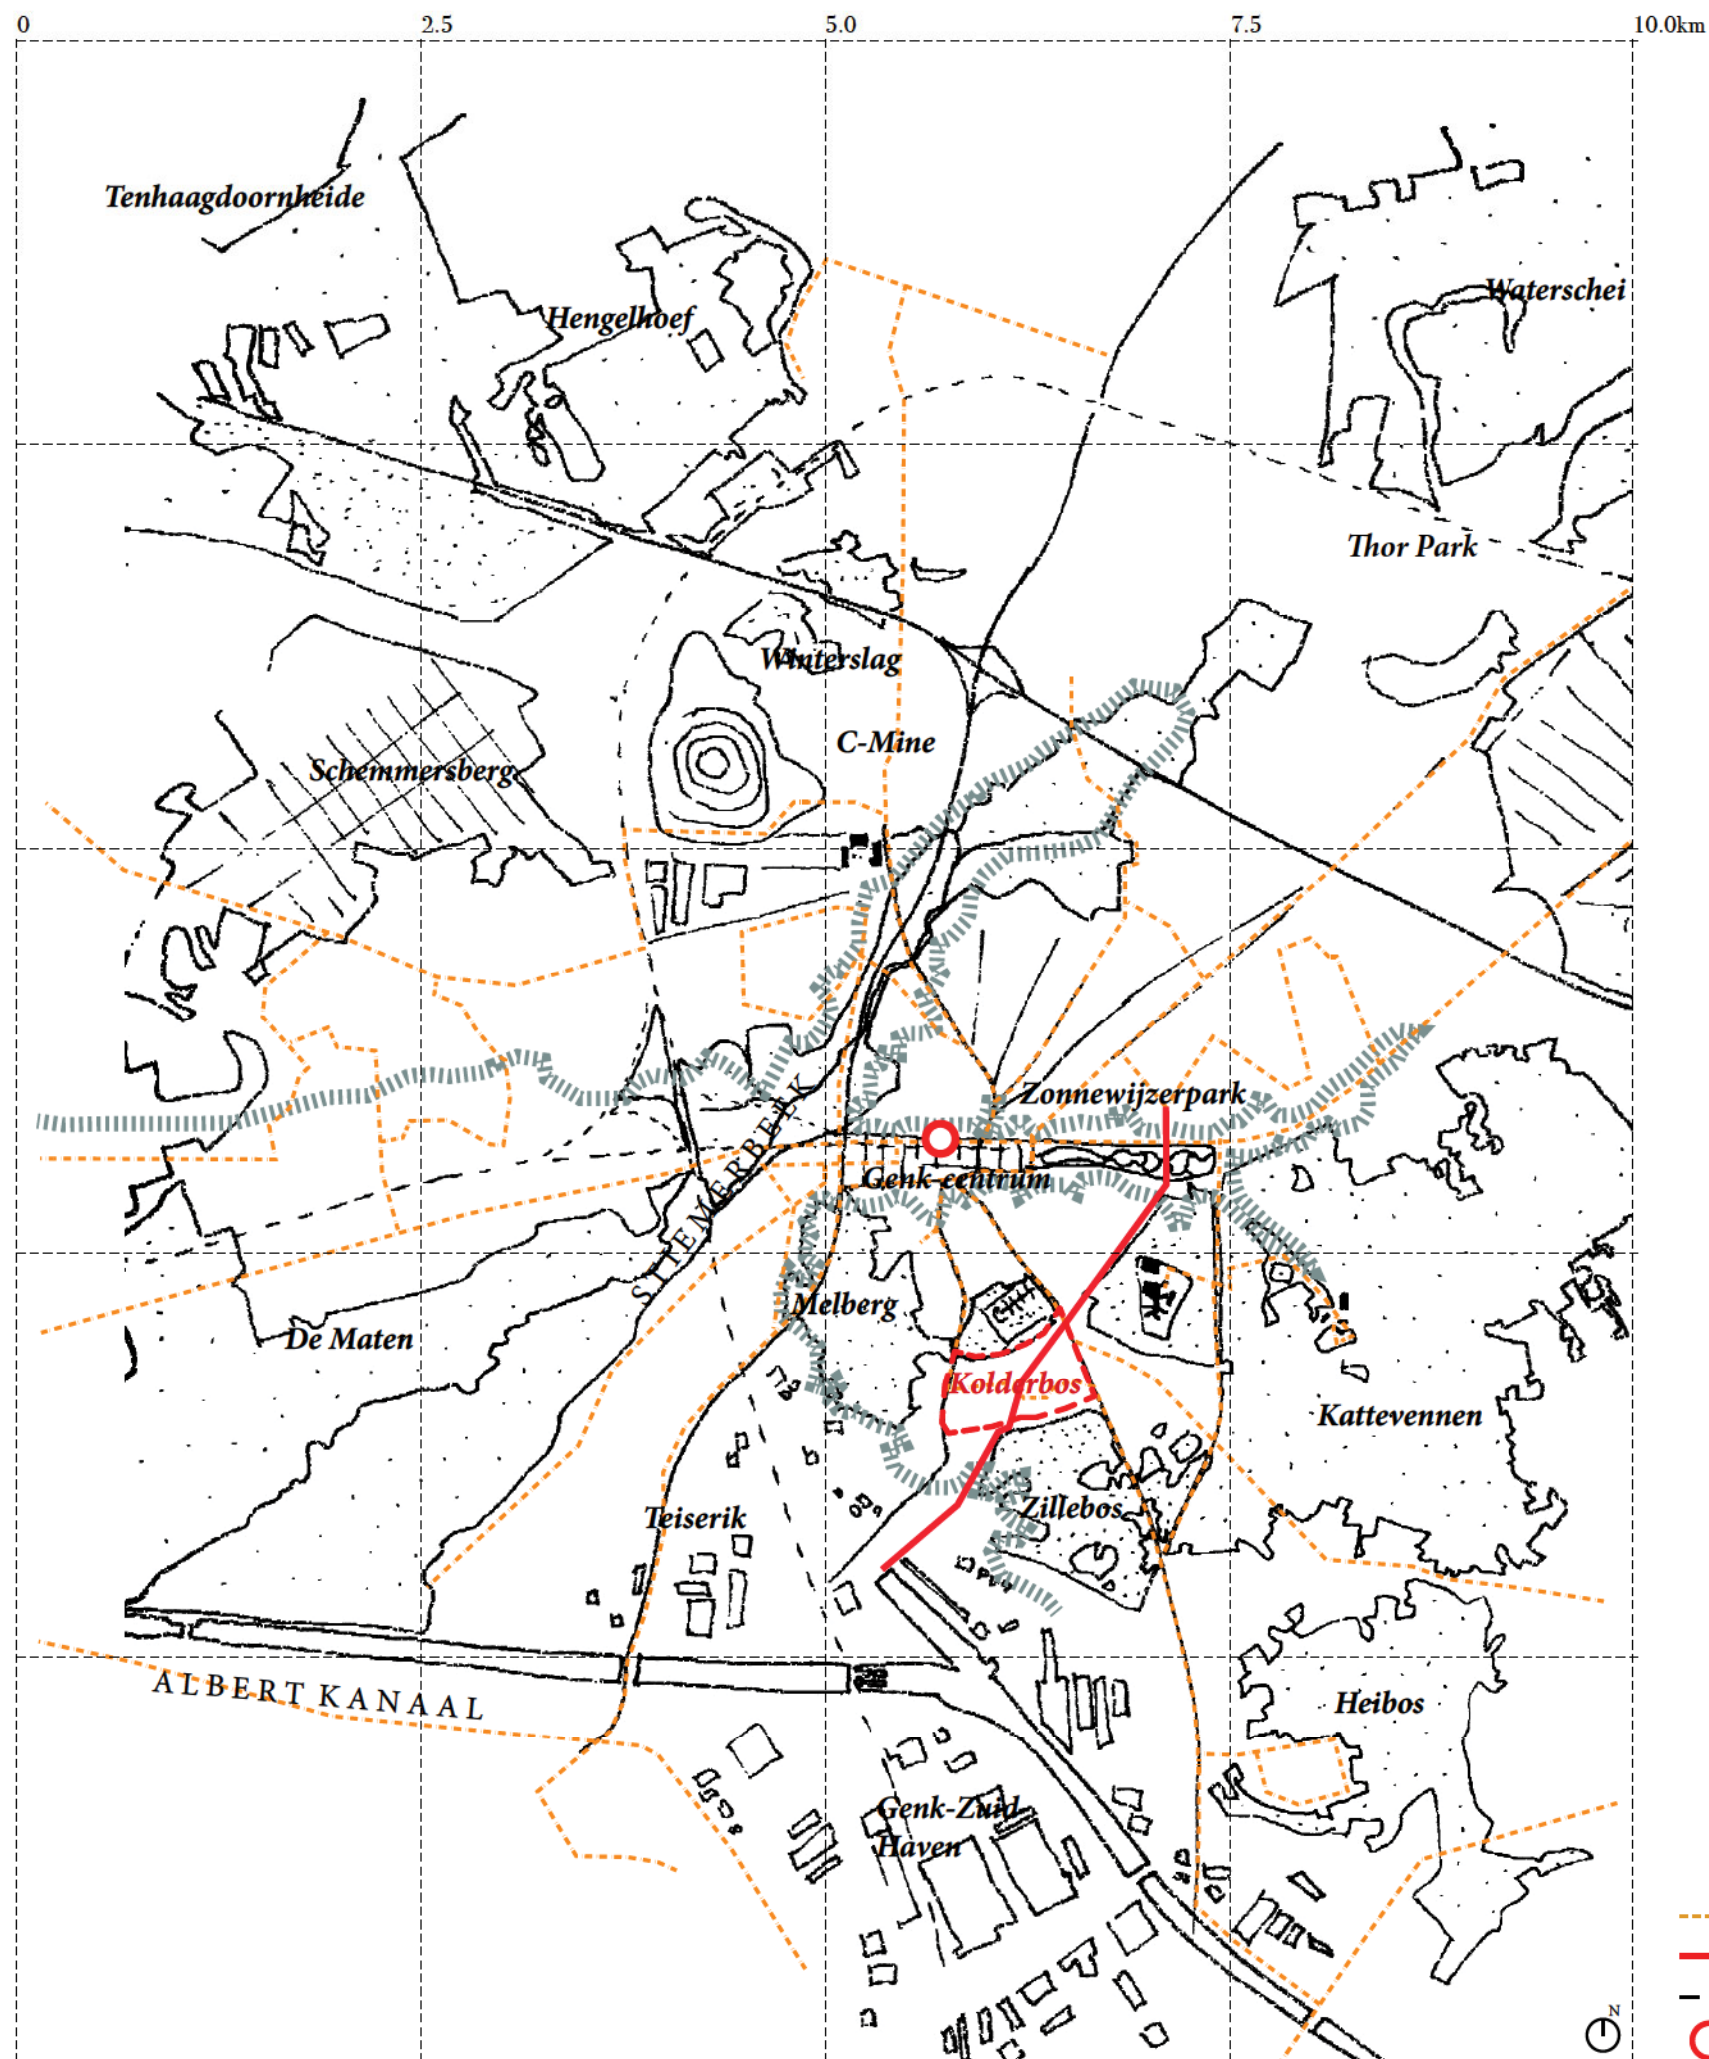 0 2.5 5.0 7.5 10.0km
Tenhaagdoornheide
Waterschei
Hengelhoef
Thor Park
Winterslag
C-Mine
Schemmersberg
Zonnewijzerpark
STIEMERBEEK
Genk-centrum
Melberg
De Maten
Kolderbos
Kattevennen
Zillebos
Teiserik
ALBERT KANAAL
Heibos
Genk-Zuid
Haven
N